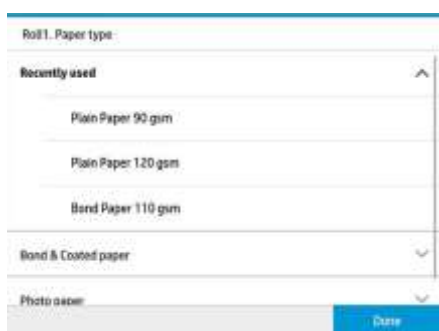 Roll1. Paper type
Recently used
Plain Paper 90 gsm
Plain Paper 120 gsm
Bond Paper 110 gsm
Bond & Coated paper
Photo paper
Done